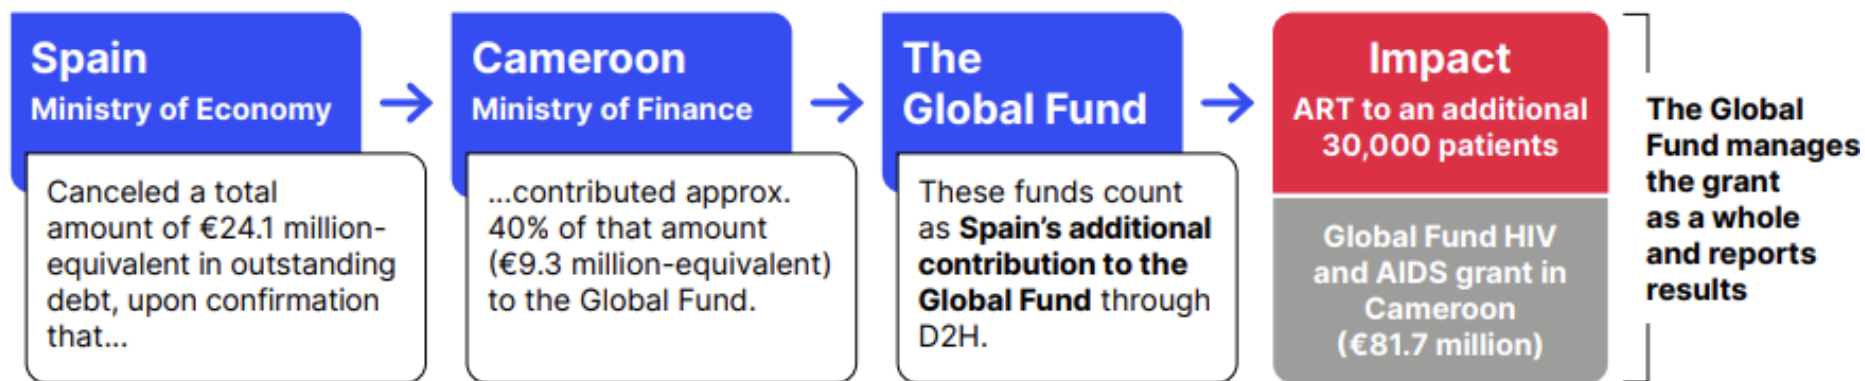 Spain
Ministry of Economy
Canceled a total
amount of €24.1 million-
equivalent in outstanding
debt, upon confirmation
that...
Cameroon
Ministry of Finance
...contributed approx.
40% of that amount
(€9.3 million-equivalent)
to the Global Fund.
The
Global Fund
These funds count
as Spain's additional
contribution to the
Global Fund through
D2H.
Impact
ART to an additional
30,000 patients
Global Fund HIV
and AIDS grant in
Cameroon
(€81.7 million)
The Global
Fund manages
the grant
as a whole
and reports
results